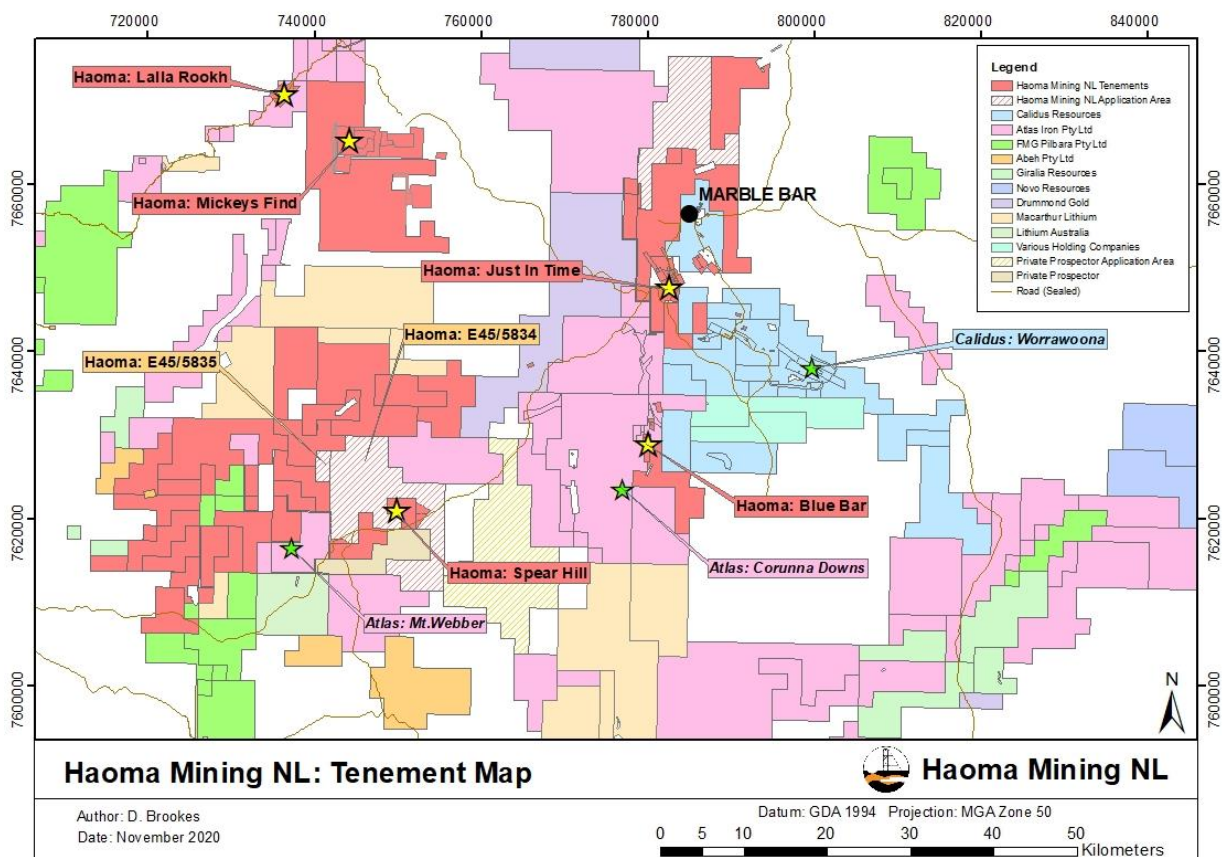 720000
740000
760000
780000
800000
820000
840000
7660000
7640000
7620000
7600000
7660000
7640000
7620000
7600000
Haoma: Lalla Rookh
Haoma: Mickeys Find
MARBLE BAR
Haoma: Just In Time
Haoma: E45/5834
Haoma: E45/5835
Calidus: Worrawoona
Haoma: Blue Bar
Haoma: Spear Hill
Atlas: Corunna Downs
Atlas: Mt.Webber
Legend
Haoma Mining NL Tenements
Haoma Mining NL Application Area
Calidus Resources
Atlas Iron Pty Ltd
FMG Pilbara Pty Ltd
Abeh Pty Ltd
Giralia Resources
Novo Resources
Drummond Gold
Macarthur Lithium
Lithium Australia
Various Holding Companies
Private Prospector Application Area
Private Prospector
Road (Sealed)
N
Haoma Mining NL: Tenement Map
Haoma Mining NL
Author: D. Brookes
Date: November 2020
Datum: GDA 1994 Projection: MGA Zone 50
0 5 10 20 30 40 50
Kilometers